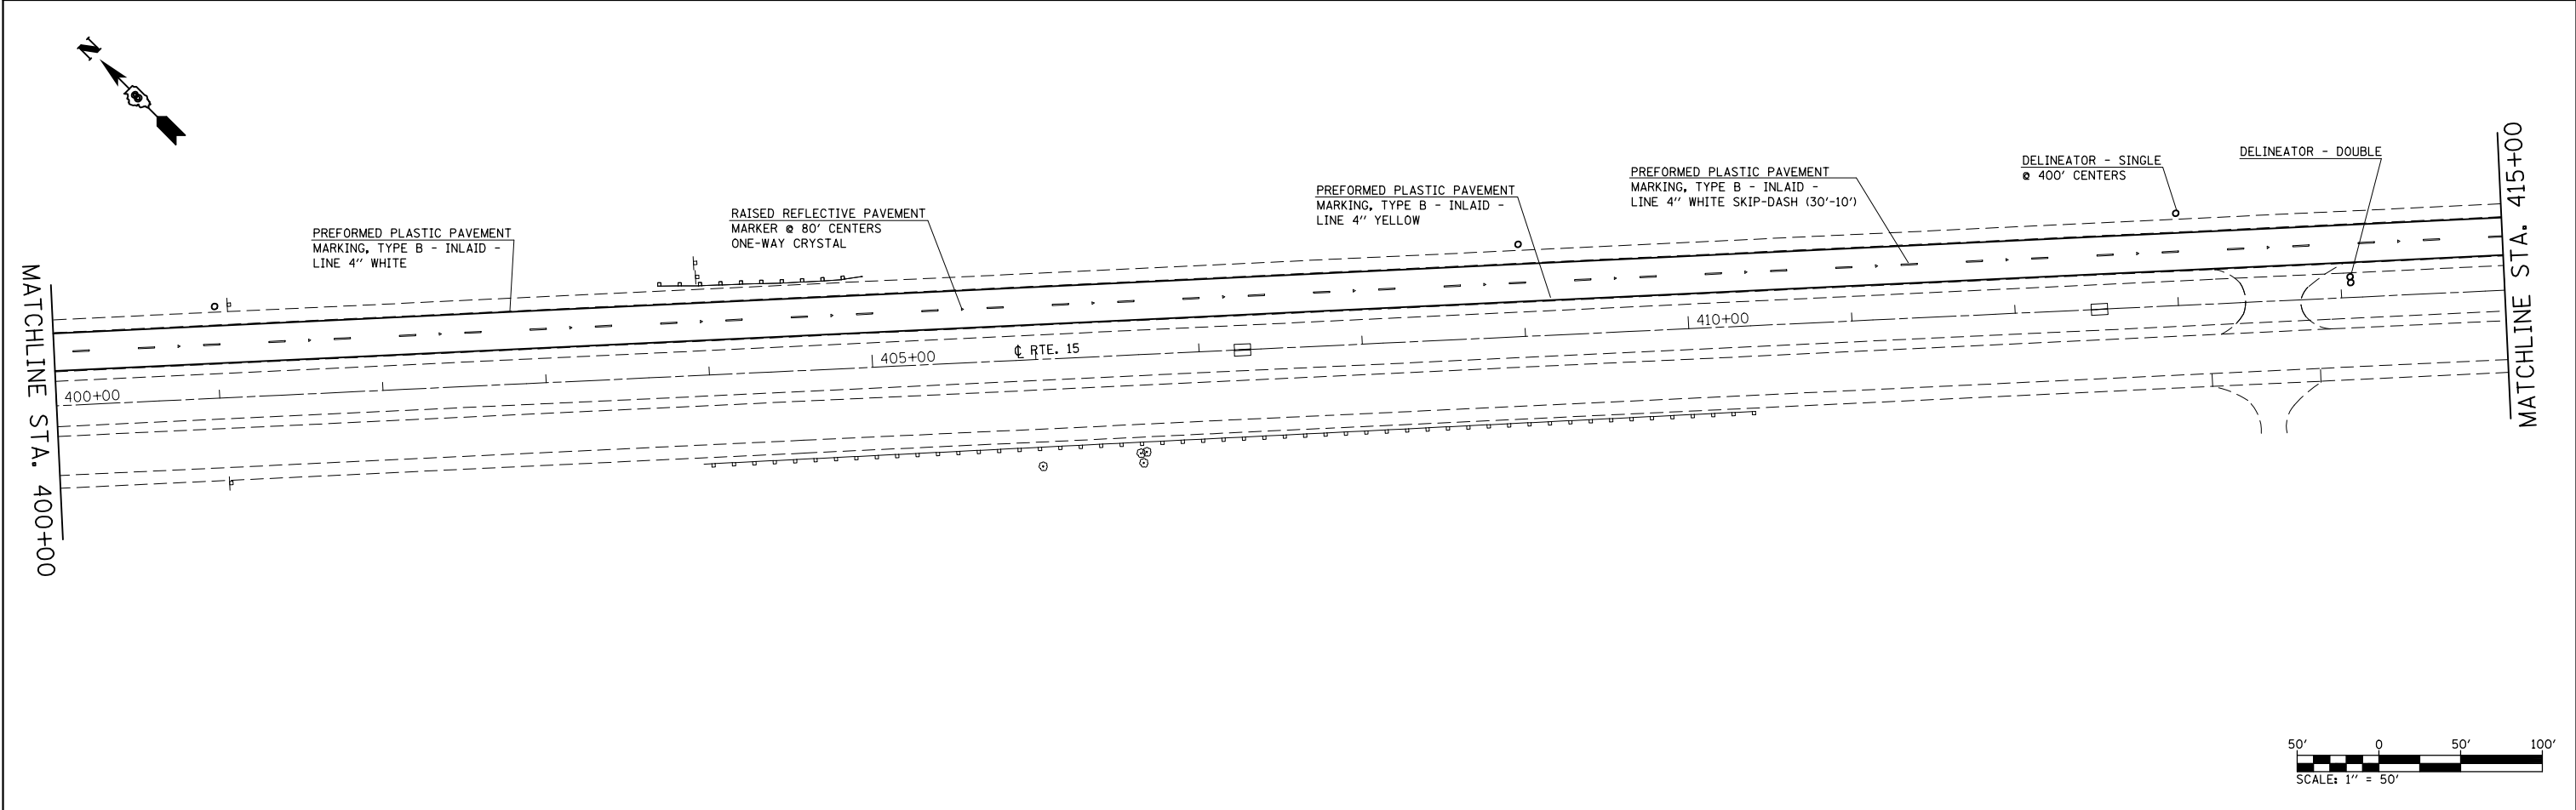 N
PREFORMED PLASTIC PAVEMENT
MARKING, TYPE B - INLAID -
LINE 4" WHITE
RAISED REFLECTIVE PAVEMENT
MARKER @ 80' CENTERS
ONE-WAY CRYSTAL
PREFORMED PLASTIC PAVEMENT
MARKING, TYPE B - INLAID -
LINE 4" YELLOW
PREFORMED PLASTIC PAVEMENT
MARKING, TYPE B - INLAID -
LINE 4" WHITE SKIP-DASH (30'-10')
DELINEATOR - SINGLE
@ 400' CENTERS
DELINEATOR - DOUBLE
MATCHLINE STA. 400+00
400+00
405+00
℄ RTE. 15
410+00
MATCHLINE STA. 415+00
50' 0 50' 100'
SCALE: 1" = 50'